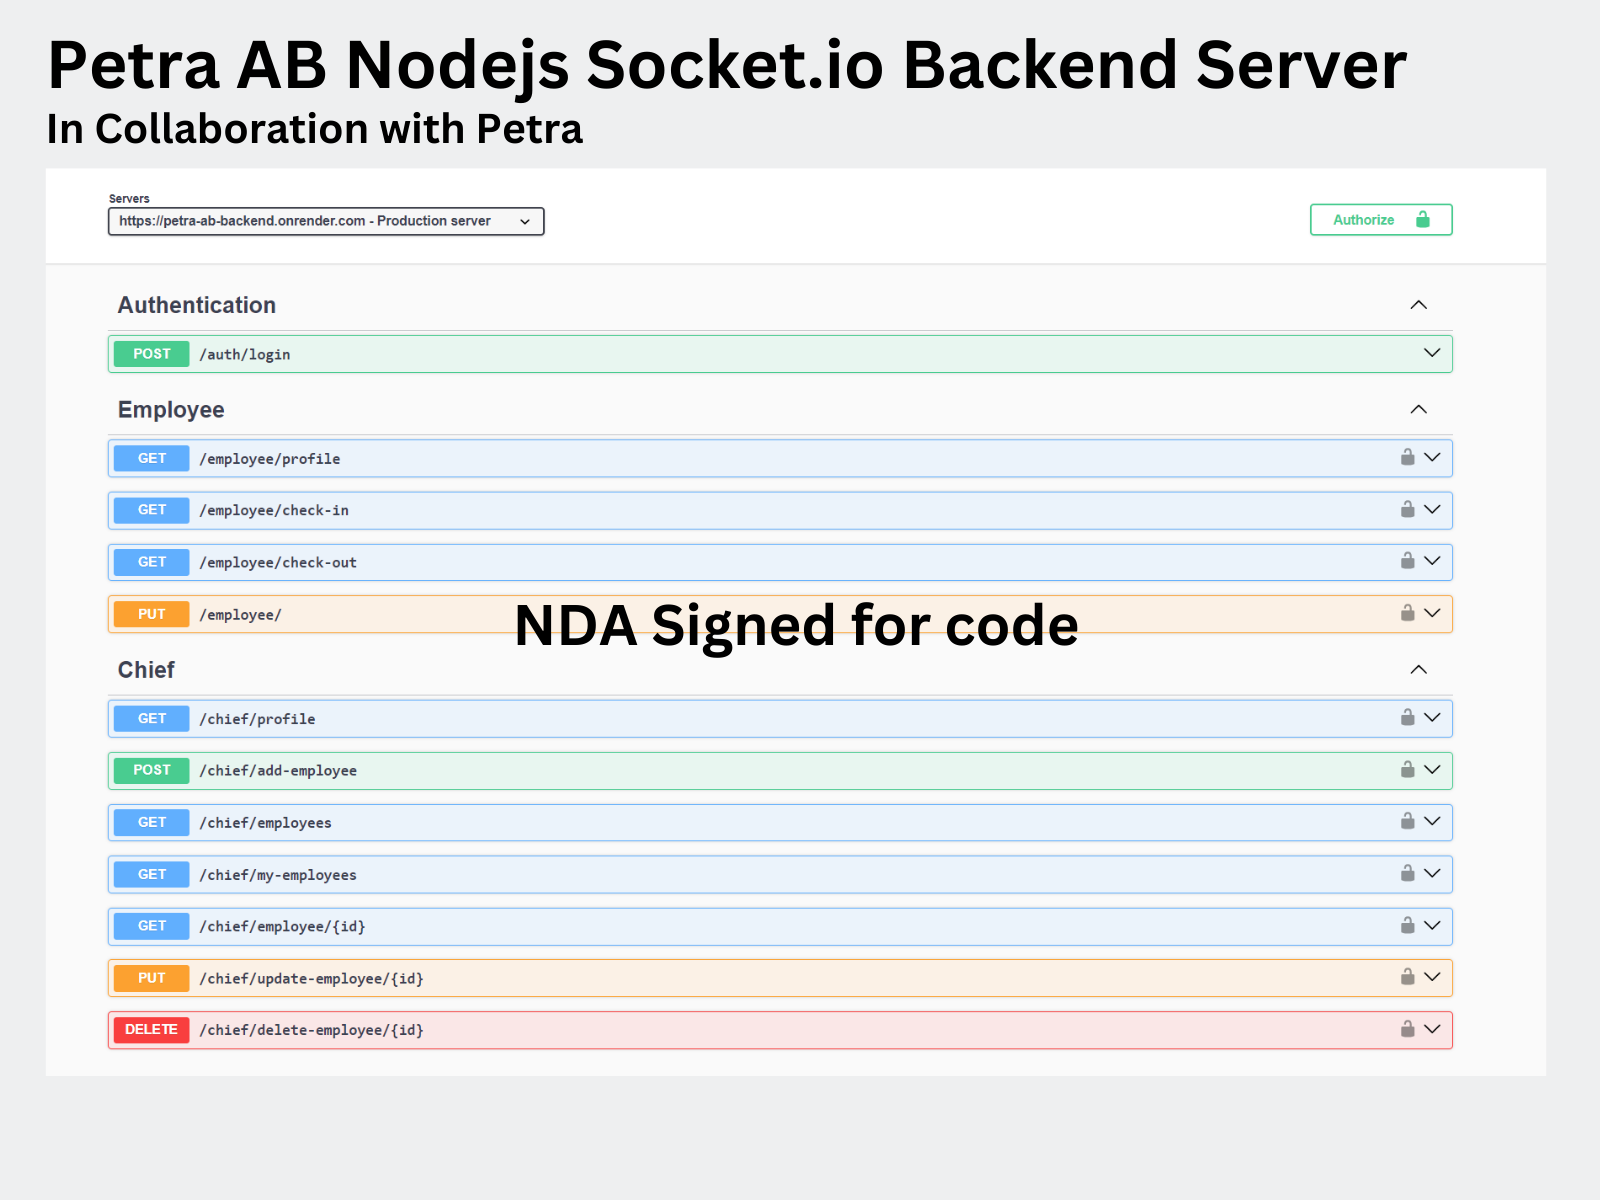 Petra AB Nodejs Socket.io Backend Server
In Collaboration with Petra
Servers
https://petra-ab-backend.onrender.com - Production server
Authorize
Authentication
POST /auth/login
Employee
GET /employee/profile
GET /employee/check-in
GET /employee/check-out
PUT /employee/
NDA Signed for code
Chief
GET /chief/profile
POST /chief/add-employee
GET /chief/employees
GET /chief/my-employees
GET /chief/employee/{id}
PUT /chief/update-employee/{id}
DELETE /chief/delete-employee/{id}